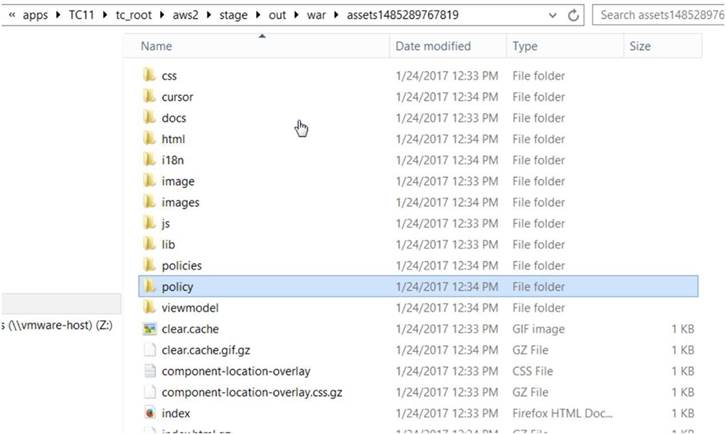 « apps TC11 tc_root aws2 stage out war assets1485289767819 Search assets14852897
Name Date modified Type Size
css 1/24/2017 12:33 PM File folder
cursor 1/24/2017 12:34 PM File folder
docs 1/24/2017 12:33 PM File folder
html 1/24/2017 12:34 PM File folder
i18n 1/24/2017 12:34 PM File folder
image 1/24/2017 12:33 PM File folder
images 1/24/2017 12:34 PM File folder
js 1/24/2017 12:33 PM File folder
lib 1/24/2017 12:33 PM File folder
policies 1/24/2017 12:34 PM File folder
policy 1/24/2017 12:34 PM File folder
viewmodel 1/24/2017 12:34 PM File folder
s (\\vmware-host) (Z:)
clear.cache 1/24/2017 12:33 PM GIF image 1 KB
clear.cache.gif.gz 1/24/2017 12:34 PM GZ File 1 KB
component-location-overlay 1/24/2017 12:33 PM CSS File 1 KB
component-location-overlay.css.gz 1/24/2017 12:34 PM GZ File 1 KB
index 1/24/2017 12:33 PM Firefox HTML Doc... 1 KB